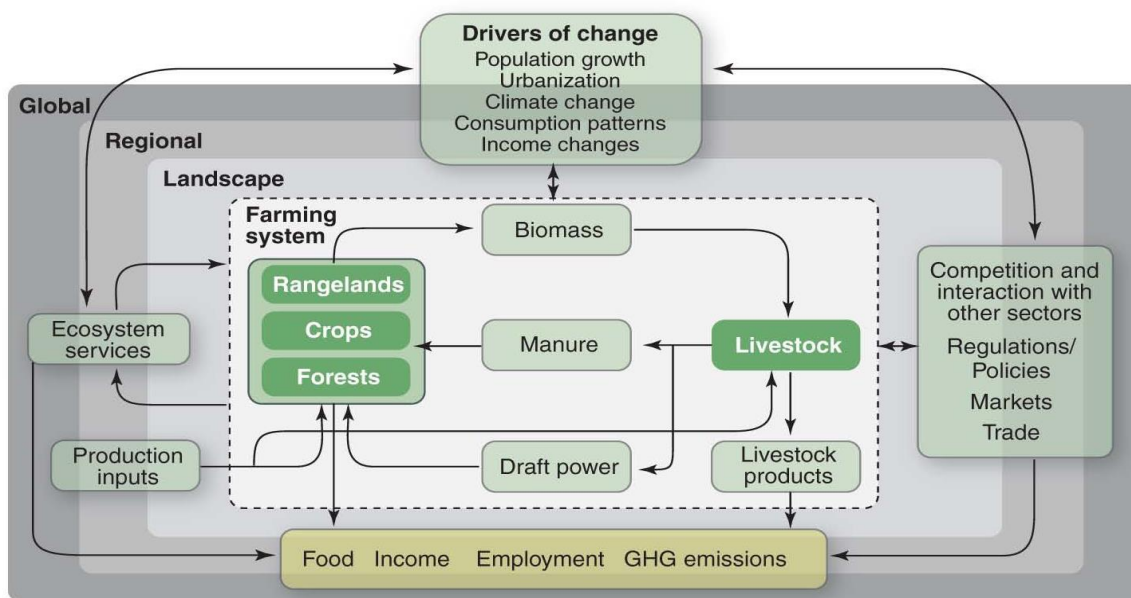 Drivers of change
Population growth
Urbanization
Climate change
Consumption patterns
Income changes
Global
Regional
Landscape
Farming
system
Biomass
Rangelands
Crops
Forests
Manure
Livestock
Draft power
Livestock
products
Ecosystem
services
Production
inputs
Competition and
interaction with
other sectors
Regulations/
Policies
Markets
Trade
Food Income Employment GHG emissions